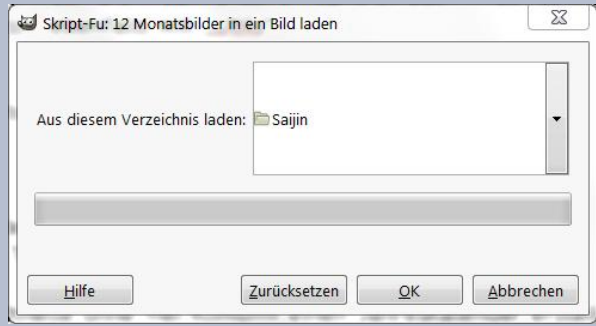 Skript-Fu: 12 Monatsbilder in ein Bild laden
Aus diesem Verzeichnis laden: Saijin
Hilfe Zurücksetzen OK Abbrechen